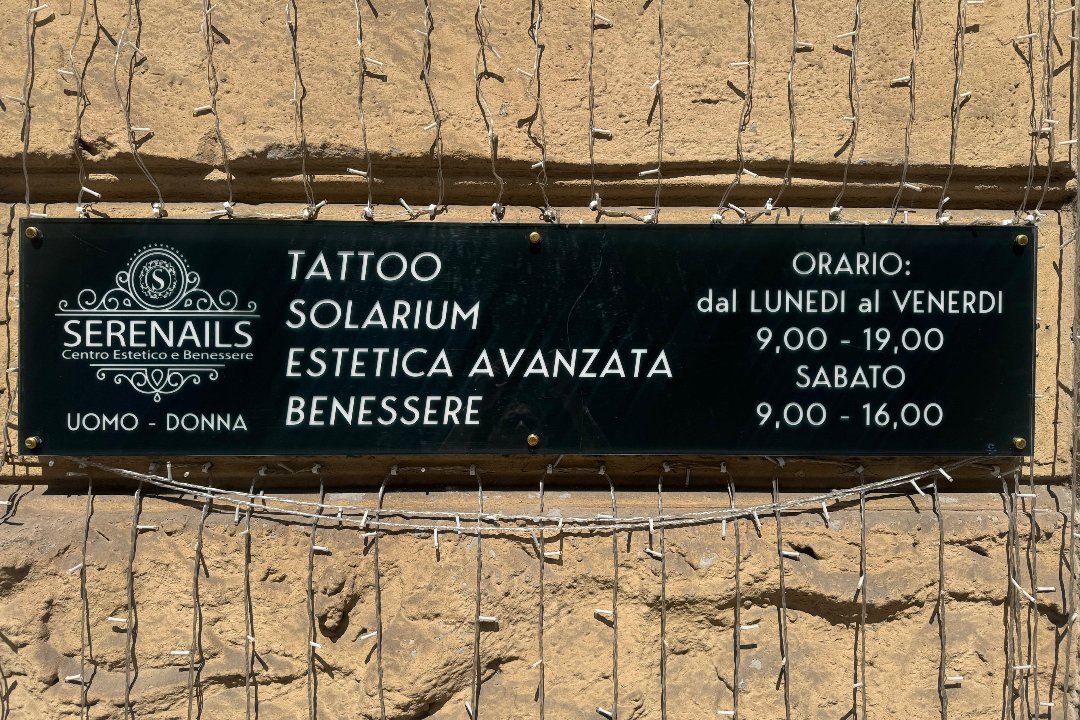 S
SERENAILS
Centro Estetico e Benessere
UOMO - DONNA
TATTOO
SOLARIUM
ESTETICA AVANZATA
BENESSERE
ORARIO:
dal LUNEDI al VENERDI
9,00 - 19,00
SABATO
9,00 - 16,00